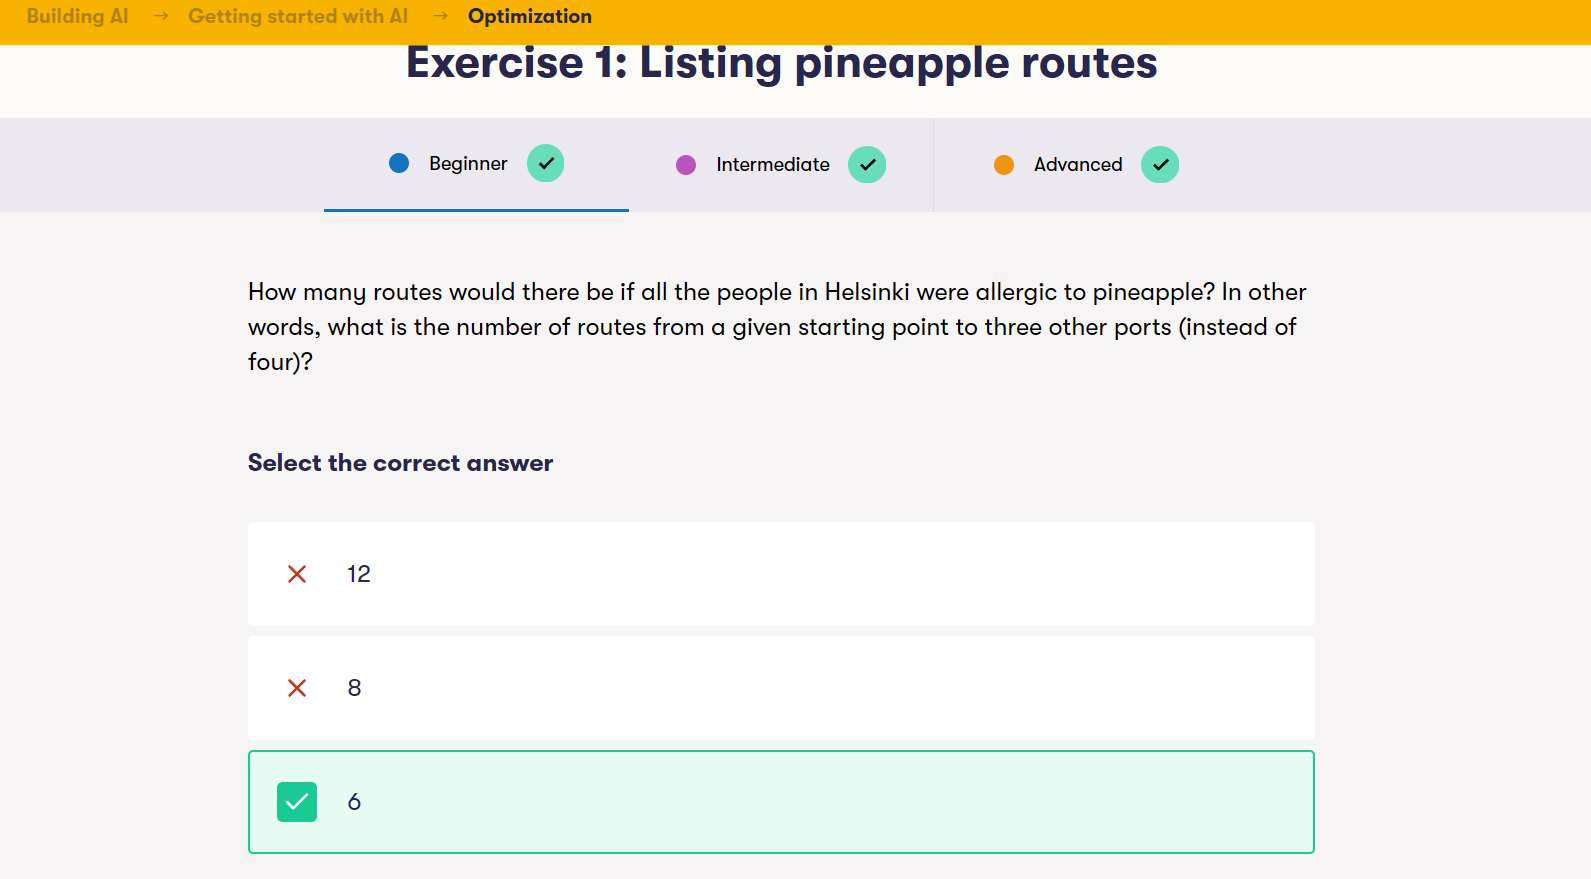 Building AI → Getting started with AI → Optimization
Exercise 1: Listing pineapple routes
Beginner Intermediate Advanced
How many routes would there be if all the people in Helsinki were allergic to pineapple? In other
words, what is the number of routes from a given starting point to three other ports (instead of
four)?
Select the correct answer
12
8
6